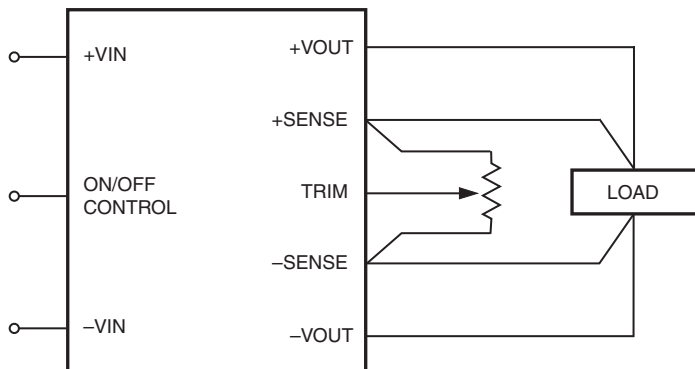 +VIN
ON/OFF
CONTROL
–VIN
+VOUT
+SENSE
TRIM
–SENSE
–VOUT
LOAD